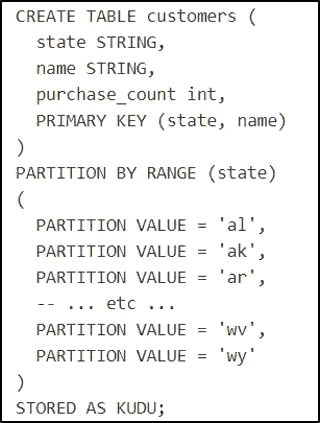 CREATE TABLE customers (
state STRING,
name STRING,
purchase_count int,
PRIMARY KEY (state, name)
)
PARTITION BY RANGE (state)
(
PARTITION VALUE = 'al',
PARTITION VALUE = 'ak',
PARTITION VALUE = 'ar',
-- ... etc ...
PARTITION VALUE = 'wv',
PARTITION VALUE = 'wy'
)
STORED AS KUDU;